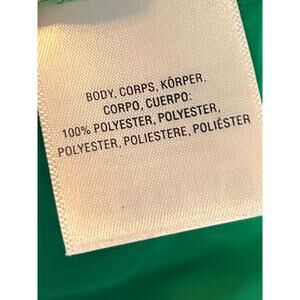 BODY, CORPS, KÖRPER,
CORPO, CUERPO:
100% POLYESTER, POLYESTER,
POLYESTER, POLIESTERE, POLIÉSTER